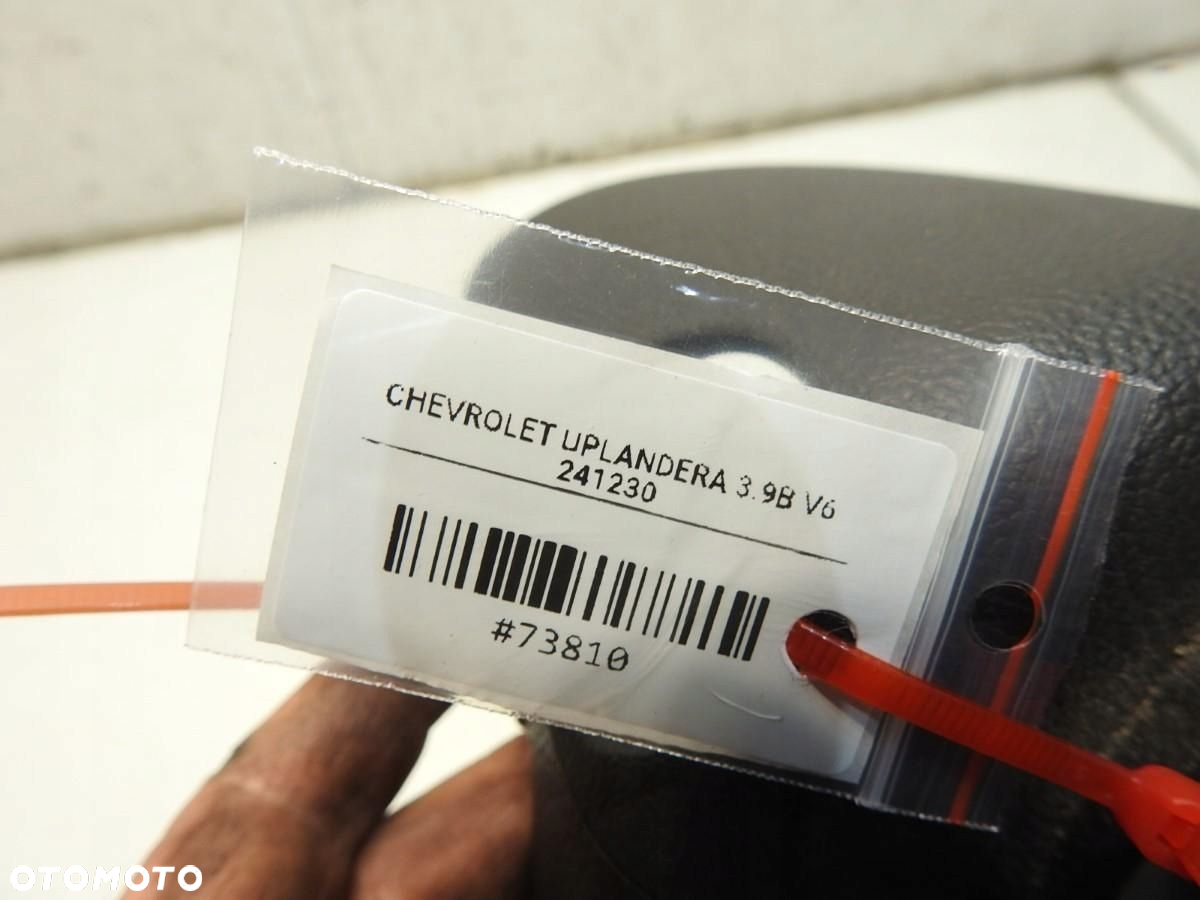 CHEVROLET UPLANDERA 3.9B V6
241230
#73810
OTOMOTO